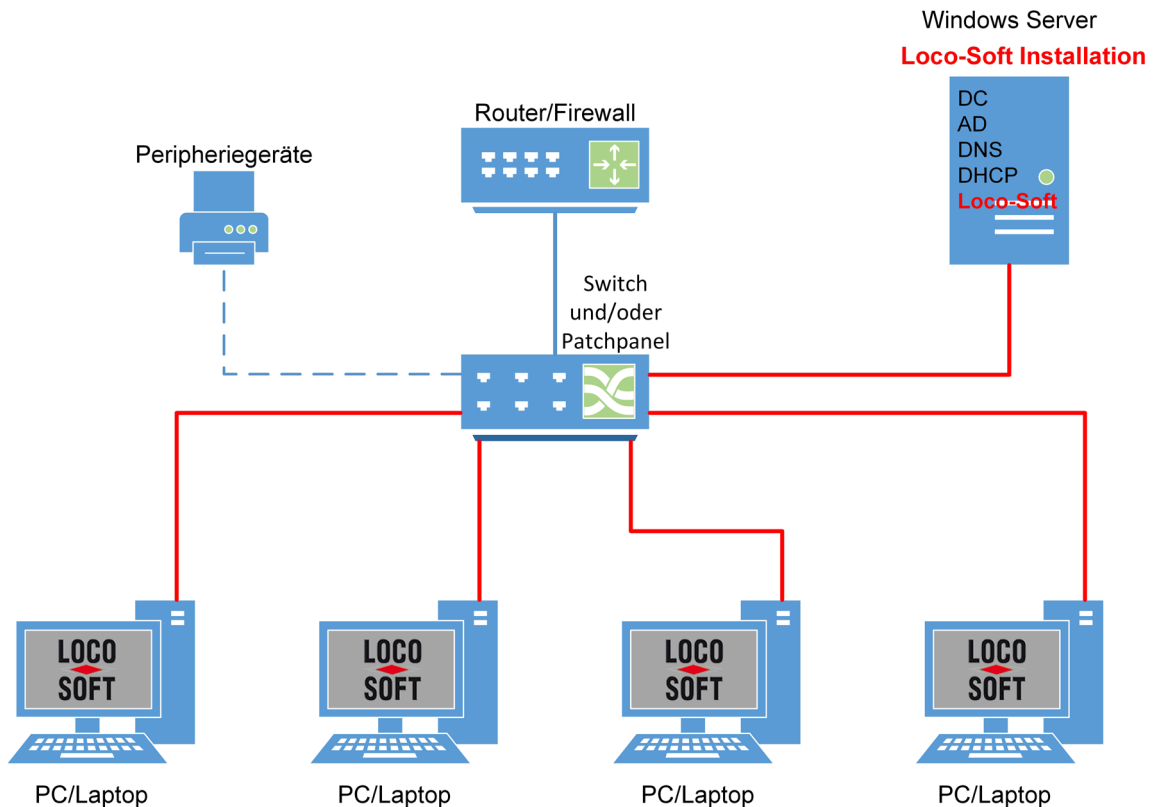 Windows Server
Loco-Soft Installation
DC
AD
DNS
DHCP
Loco-Soft
Router/Firewall
Peripheriegeräte
Switch
und/oder
Patchpanel
LOCO
SOFT
LOCO
SOFT
LOCO
SOFT
LOCO
SOFT
PC/Laptop
PC/Laptop
PC/Laptop
PC/Laptop